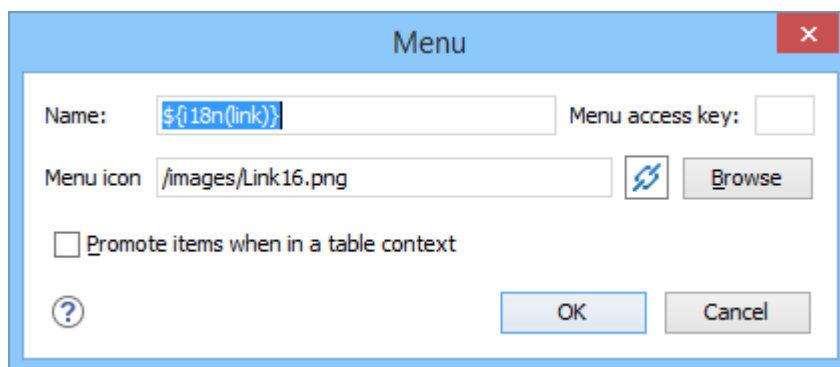 Menu
Name: ${i18n(link)} Menu access key:
Menu icon /images/Link16.png Browse
Promote items when in a table context
? OK Cancel